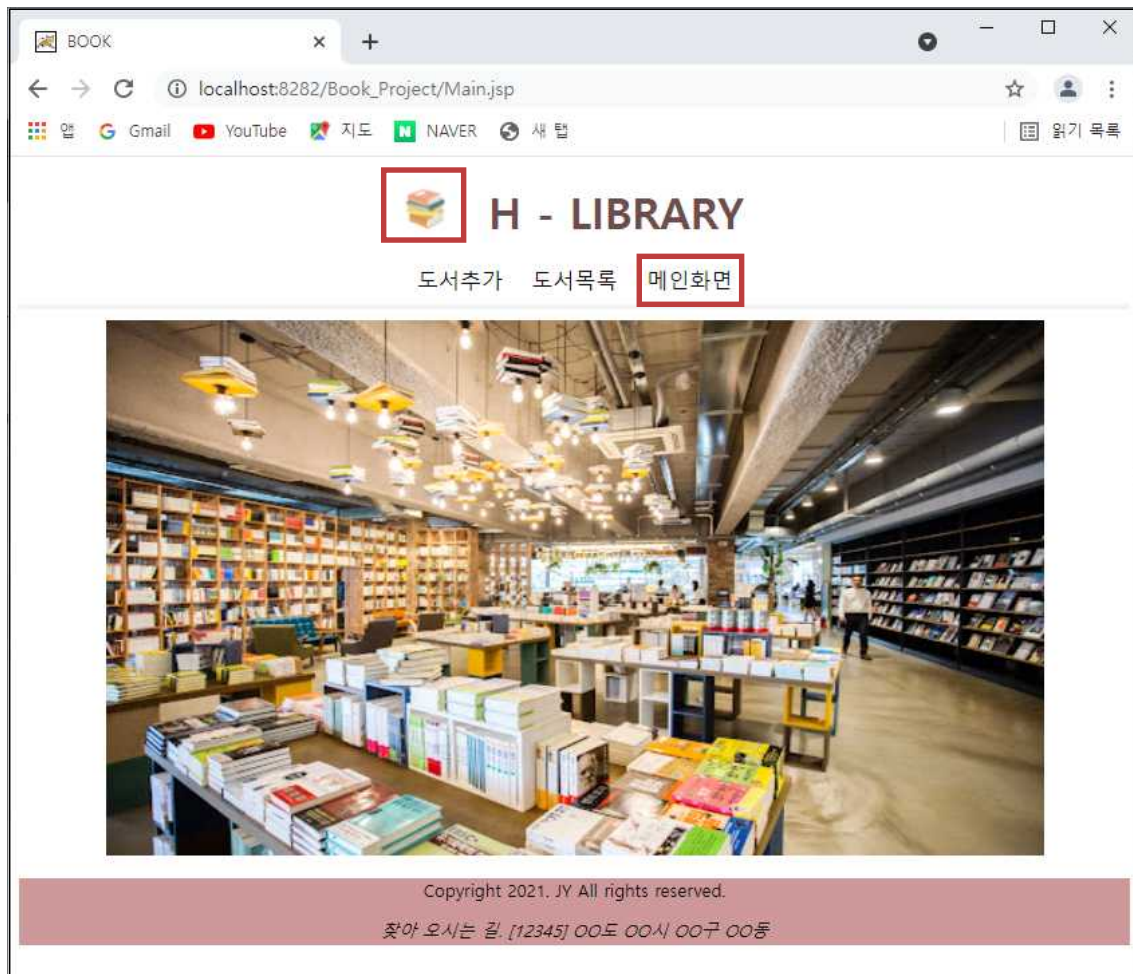 BOOK
localhost:8282/Book_Project/Main.jsp
앱 Gmail YouTube 지도 NAVER 새 탭 읽기 목록
H - LIBRARY
도서추가 도서목록 메인화면
Copyright 2021. JY All rights reserved.
찾아 오시는 길. [12345] OO도 OO시 OO구 OO동